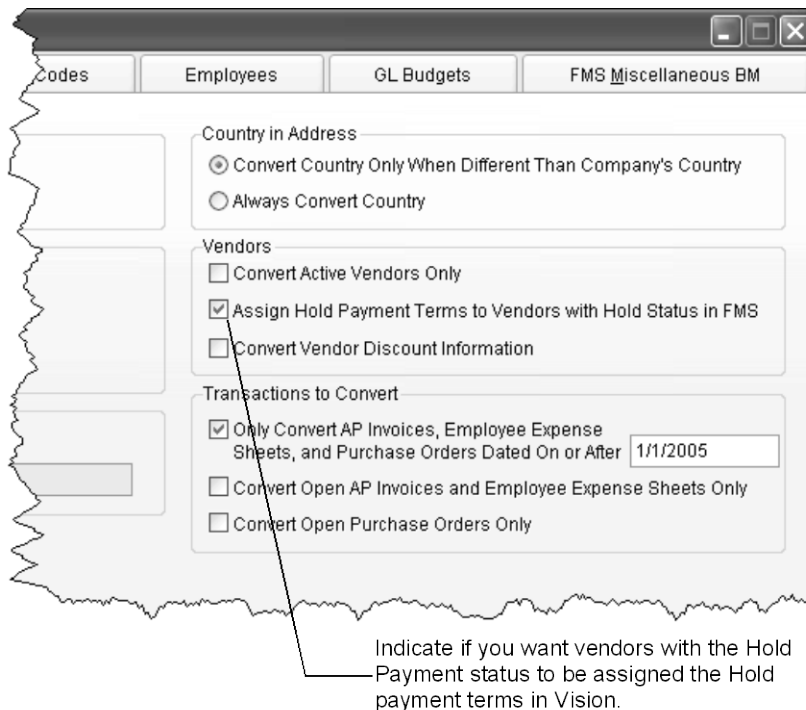 Codes Employees GL Budgets FMS Miscellaneous BM
Country in Address
Convert Country Only When Different Than Company's Country
Always Convert Country
Vendors
Convert Active Vendors Only
Assign Hold Payment Terms to Vendors with Hold Status in FMS
Convert Vendor Discount Information
Transactions to Convert
Only Convert AP Invoices, Employee Expense
Sheets, and Purchase Orders Dated On or After 1/1/2005
Convert Open AP Invoices and Employee Expense Sheets Only
Convert Open Purchase Orders Only
Indicate if you want vendors with the Hold
Payment status to be assigned the Hold
payment terms in Vision.